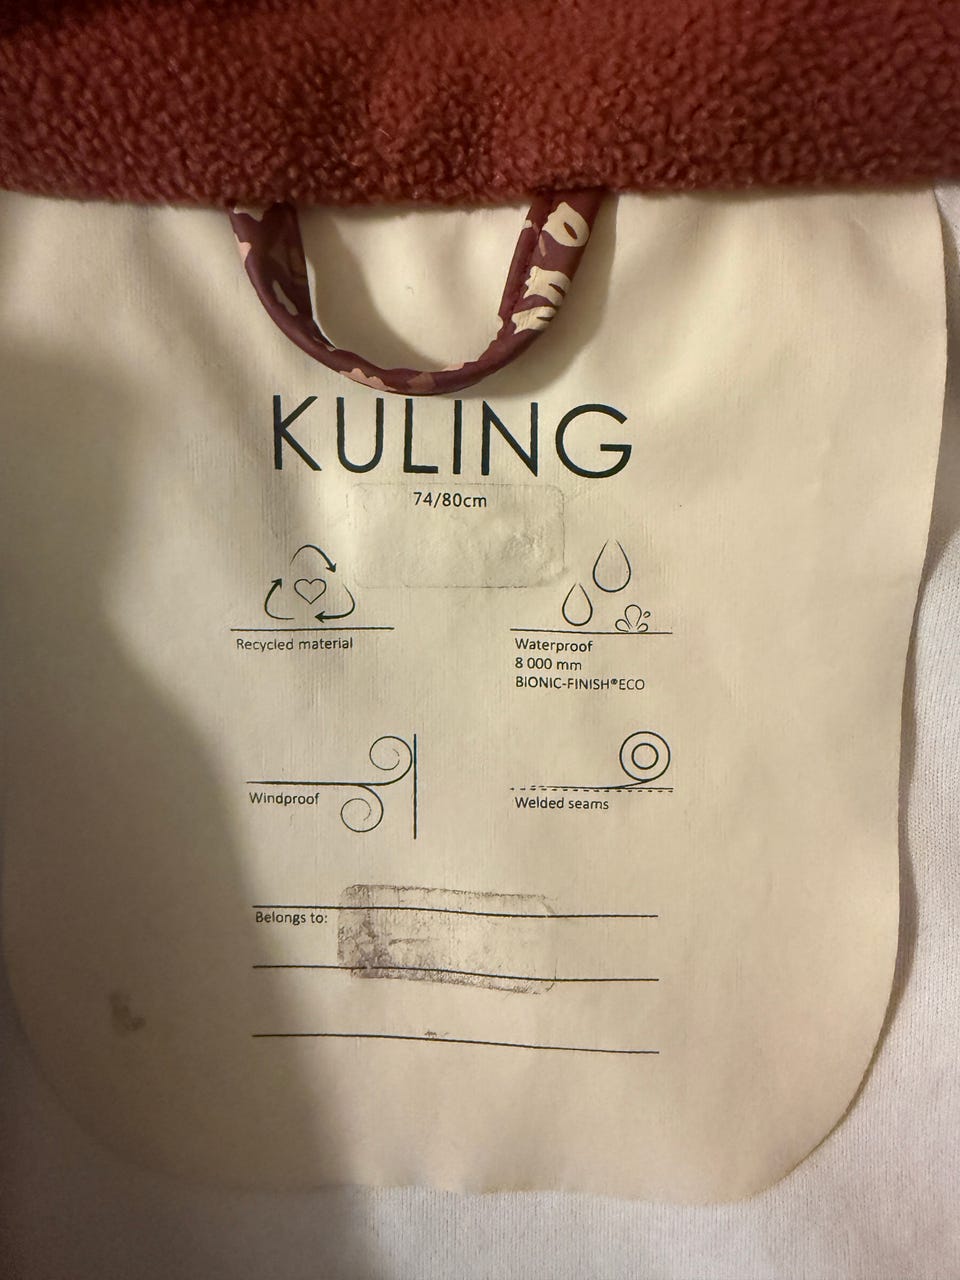 KULING
74/80cm
Recycled material
Waterproof
8 000 mm
BIONIC-FINISH®ECO
Windproof
Welded seams
Belongs to: